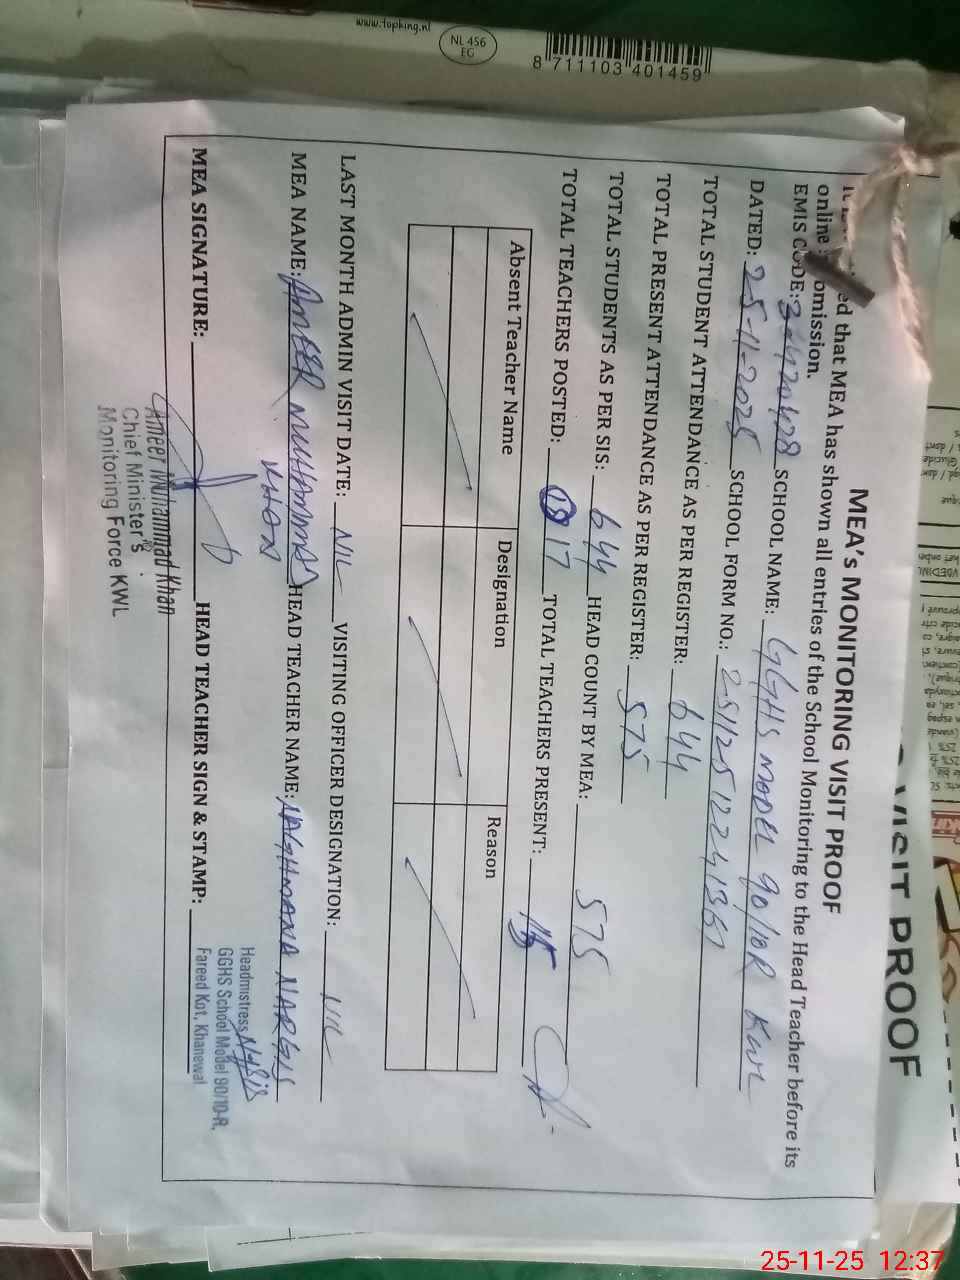 www.topking.nl
NL 456
EG
8 711103 401459
VISIT PROOF
MEA's MONITORING VISIT PROOF
ed that MEA has shown all entries of the School Monitoring to the Head Teacher before its
online omission.
EMIS CODE: 39420428 SCHOOL NAME: GGHS MODEL 90/10R KWL
DATED: 25-11-2025 SCHOOL FORM NO.: 251125122241367
TOTAL STUDENT ATTENDANCE AS PER REGISTER: 644
TOTAL PRESENT ATTENDANCE AS PER REGISTER: 575
TOTAL STUDENTS AS PER SIS: 644 HEAD COUNT BY MEA: 575
TOTAL TEACHERS POSTED: 17 TOTAL TEACHERS PRESENT:
Absent Teacher Name Designation Reason
LAST MONTH ADMIN VISIT DATE: NIL VISITING OFFICER DESIGNATION: NIL
MEA NAME: AMEER MUHAMMAD KHAN HEAD TEACHER NAME: NAGHMANA NARGIS
MEA SIGNATURE: HEAD TEACHER SIGN & STAMP:
Ameer Muhammad Khan
Chief Minister's
Monitoring Force KWL
Headmistress
GGHS School Model 90/10-R,
Fareed Kot, Khanewal
25-11-25 12:37